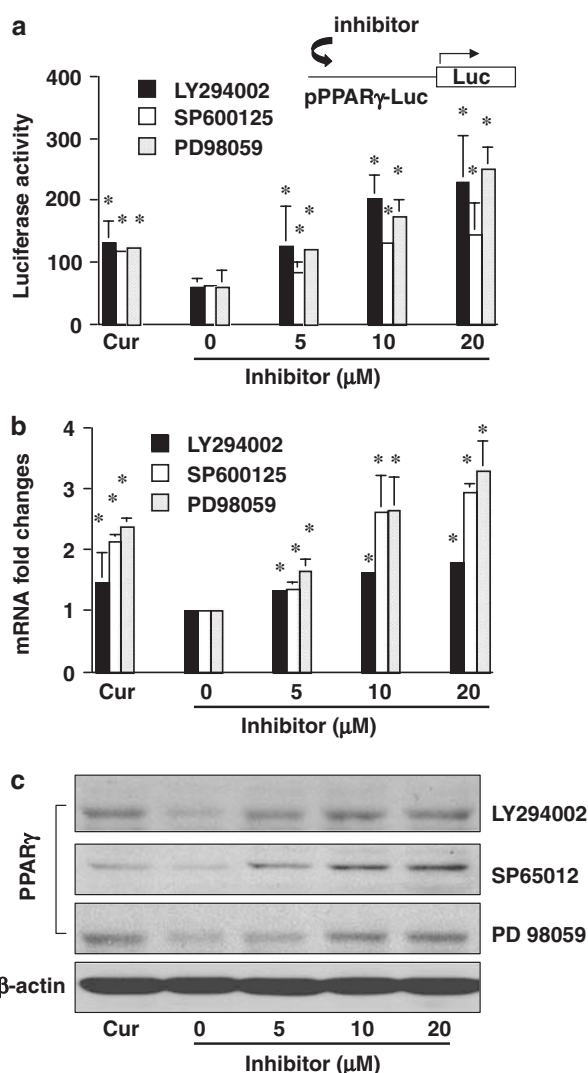 a
inhibitor
Luc
pPPARγ-Luc
LY294002
SP600125
PD98059
Luciferase activity
400
300
200
100
0
* * *
* * *
* * *
* * *
Cur 0 5 10 20
Inhibitor (μM)
b
LY294002
SP600125
PD98059
mRNA fold changes
4
3
2
1
0
* * *
* * *
* * *
* * *
Cur 0 5 10 20
Inhibitor (μM)
c
PPARγ
LY294002
SP65012
PD 98059
β-actin
Cur 0 5 10 20
Inhibitor (μM)